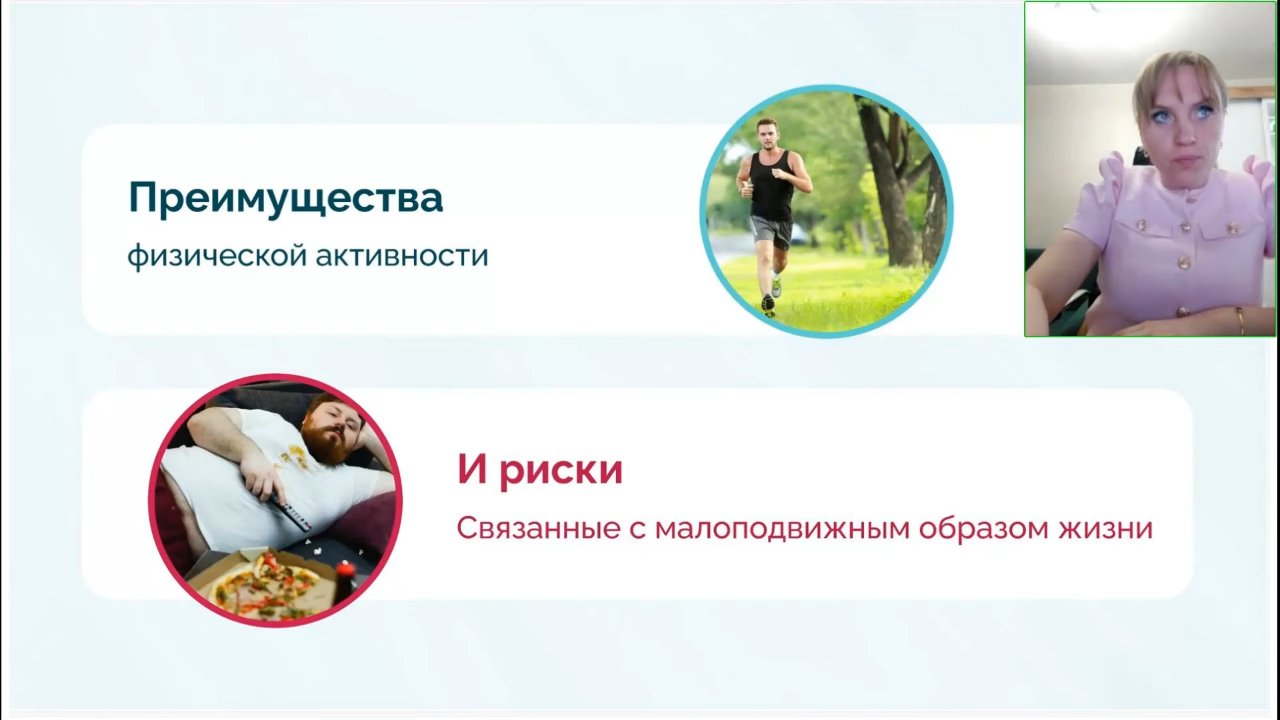 Преимущества
физической активности
И риски
Связанные с малоподвижным образом жизни